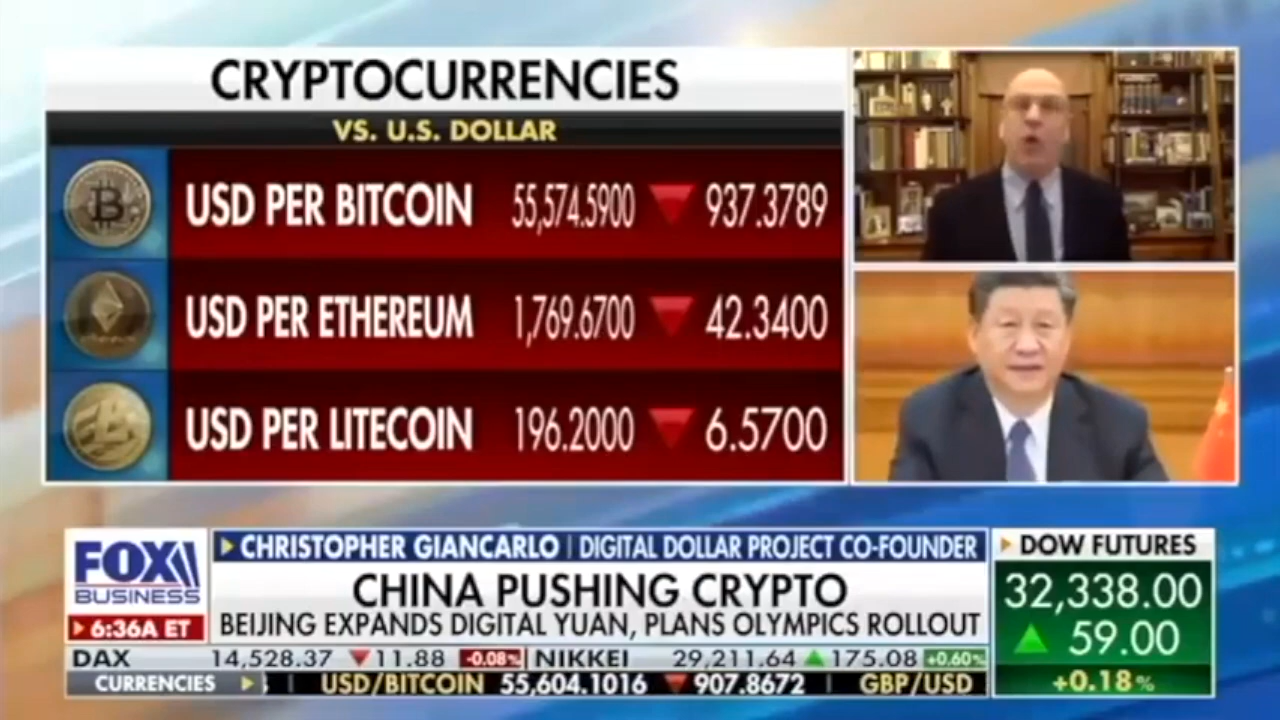 CRYPTOCURRENCIES
VS. U.S. DOLLAR
USD PER BITCOIN 55,574.5900 937.3789
USD PER ETHEREUM 1,769.6700 42.3400
USD PER LITECOIN 196.2000 6.5700
FOX BUSINESS
6:36A ET
CHRISTOPHER GIANCARLO | DIGITAL DOLLAR PROJECT CO-FOUNDER
CHINA PUSHING CRYPTO
BEIJING EXPANDS DIGITAL YUAN, PLANS OLYMPICS ROLLOUT
DOW FUTURES
32,338.00
59.00
+0.18%
DAX 14,528.37 11.88 -0.08% NIKKEI 29,211.64 175.08 +0.60%
CURRENCIES USD/BITCOIN 55,604.1016 907.8672 GBP/USD